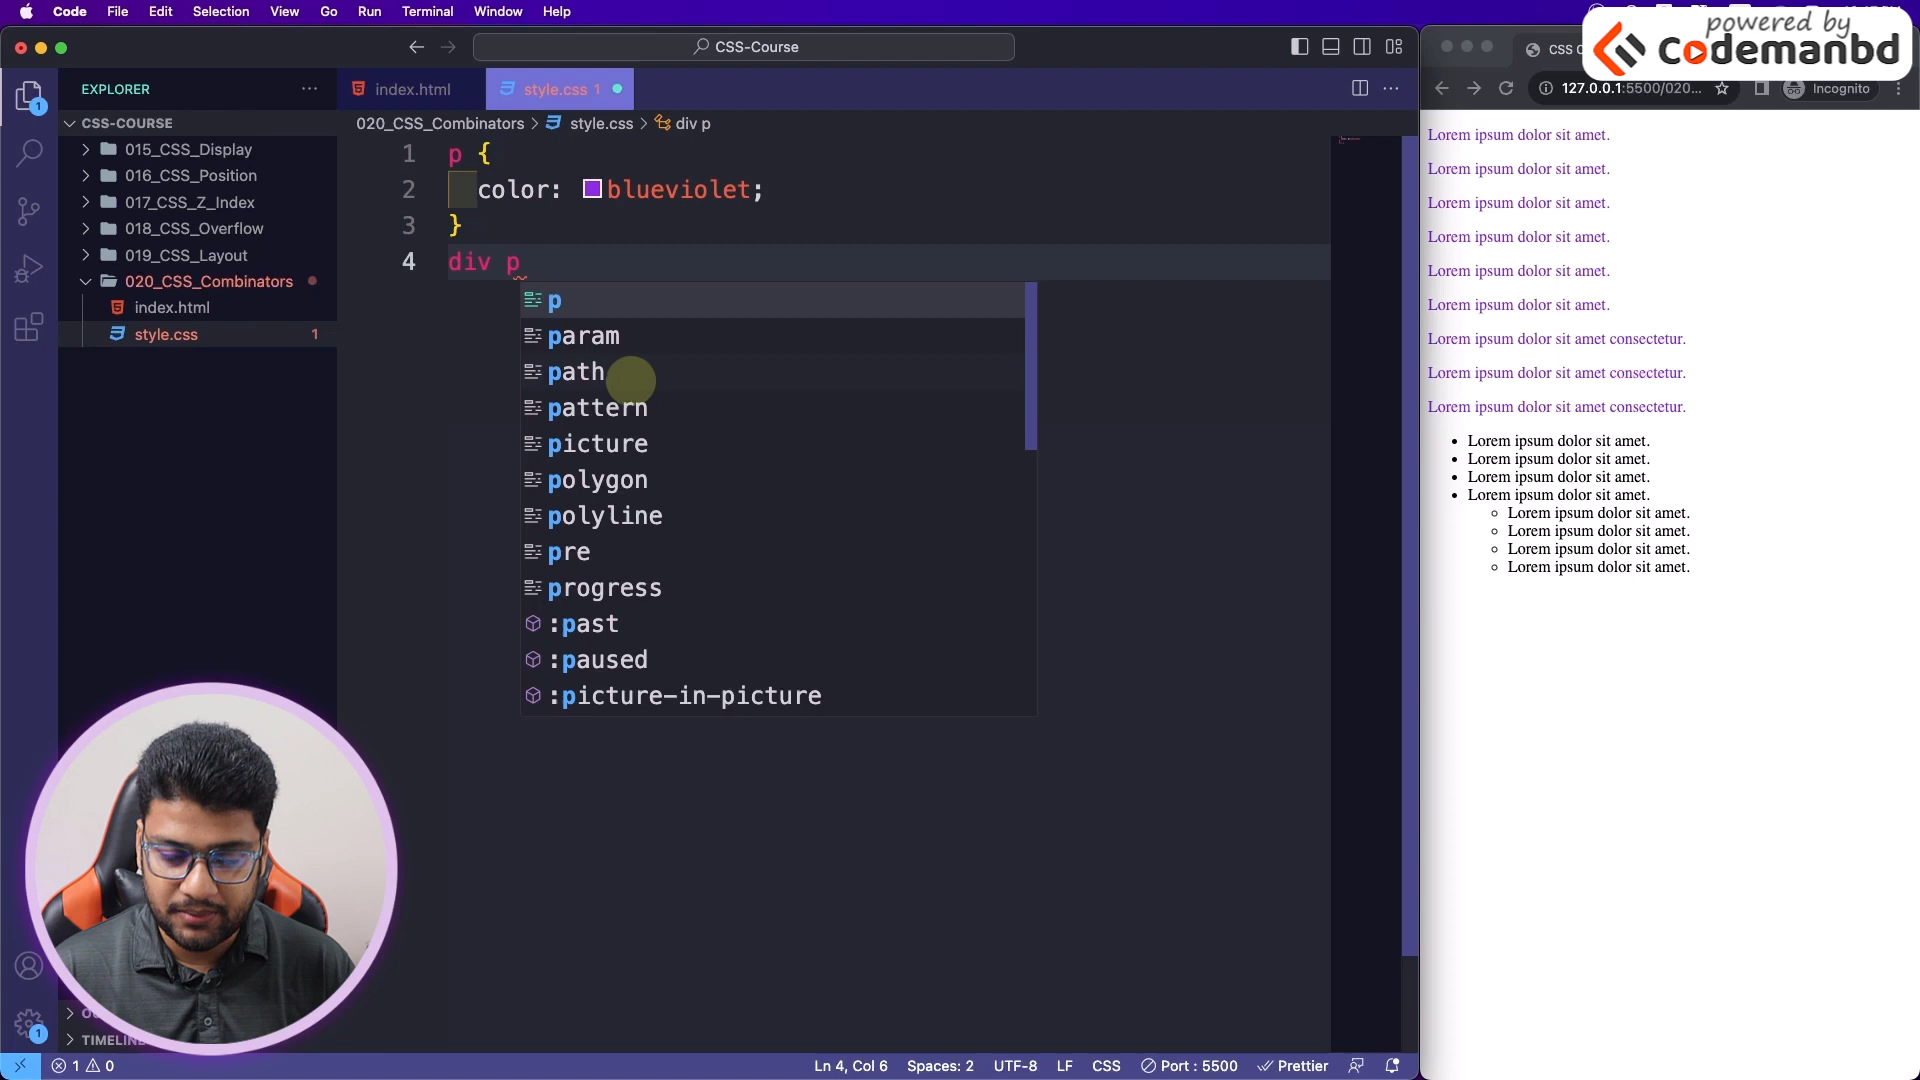 Code File Edit Selection View Go Run Terminal Window Help
CSS-Course
powered by
Codemanbd
EXPLORER
index.html
style.css 1
CSS
127.0.0.1:5500/020...
Incognito
CSS-COURSE
020_CSS_Combinators > style.css > div p
015_CSS_Display
016_CSS_Position
017_CSS_Z_Index
018_CSS_Overflow
019_CSS_Layout
020_CSS_Combinators
index.html
style.css 1
1
1 p {
2 color: blueviolet;
3 }
4 div p
p
param
path
pattern
picture
polygon
polyline
pre
progress
:past
:paused
:picture-in-picture
Lorem ipsum dolor sit amet.
Lorem ipsum dolor sit amet.
Lorem ipsum dolor sit amet.
Lorem ipsum dolor sit amet.
Lorem ipsum dolor sit amet.
Lorem ipsum dolor sit amet.
Lorem ipsum dolor sit amet consectetur.
Lorem ipsum dolor sit amet consectetur.
Lorem ipsum dolor sit amet consectetur.
• Lorem ipsum dolor sit amet.
• Lorem ipsum dolor sit amet.
• Lorem ipsum dolor sit amet.
• Lorem ipsum dolor sit amet.
◦ Lorem ipsum dolor sit amet.
◦ Lorem ipsum dolor sit amet.
◦ Lorem ipsum dolor sit amet.
◦ Lorem ipsum dolor sit amet.
TIMELINE
1
1 0
Ln 4, Col 6 Spaces: 2 UTF-8 LF CSS Port : 5500 Prettier